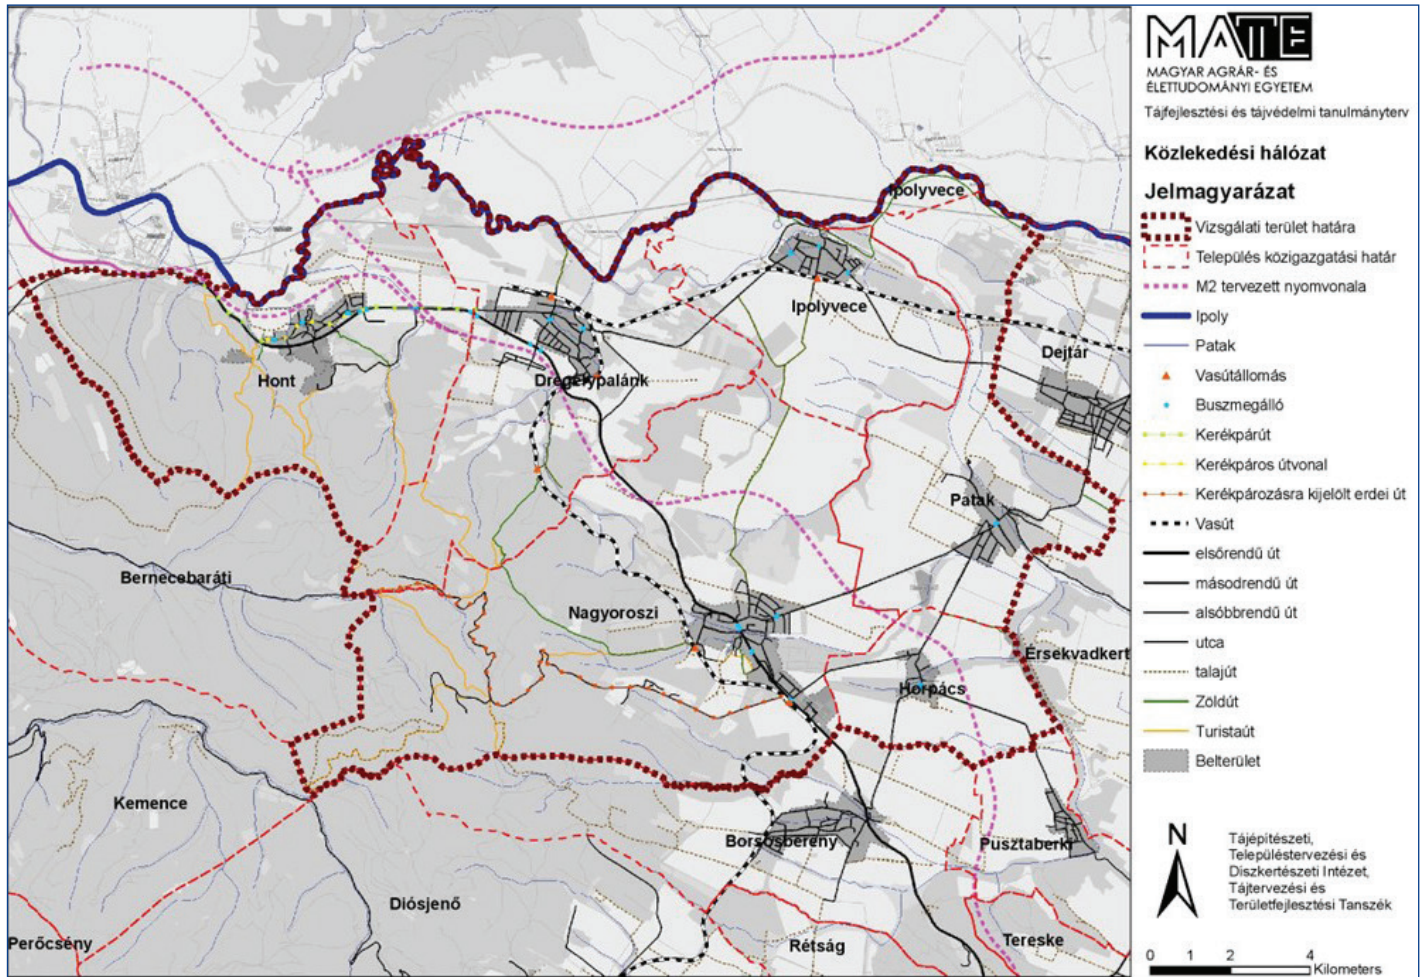 MATE
MAGYAR AGRÁR- ÉS
ÉLETTUDOMÁNYI EGYETEM
Tájfejlesztési és tájvédelmi tanulmányterv
Közlekedési hálózat
Jelmagyarázat
Vizsgálati terület határa
Település közigazgatási határ
M2 tervezett nyomvonala
Ipoly
Patak
Vasútállomás
Buszmegálló
Kerékpárút
Kerékpáros útvonal
Kerékpározásra kijelölt erdei út
Vasút
elsőrendű út
másodrendű út
alsóbbrendű út
utca
talajút
Zöldút
Turistaút
Belterület
N
Tájépítészeti,
Településtervezési és
Diszkertészeti Intézet,
Tájtervezési és
Területfejlesztési Tanszék
0 1 2 4
Kilometers
Ipolyvece
Ipolyvece
Dejtár
Hont
Drégelypalánk
Patak
Bernecebaráti
Nagyoroszi
Érsekvadkert
Horpács
Kemence
Borsosberény
Pusztaberki
Diósjenő
Perőcsény
Rétság
Tereske